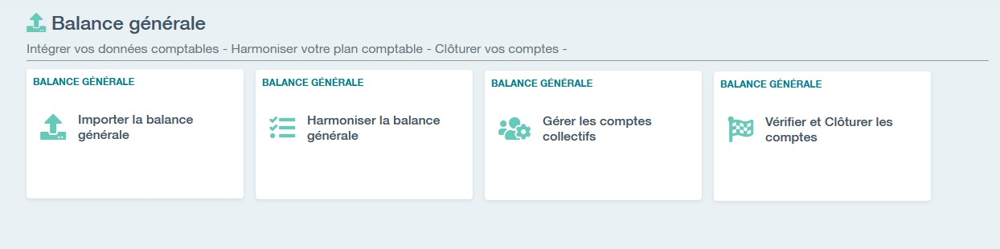 Balance générale
Intégrer vos données comptables - Harmoniser votre plan comptable - Clôturer vos comptes -
BALANCE GÉNÉRALE
Importer la balance
générale
BALANCE GÉNÉRALE
Harmoniser la balance
générale
BALANCE GÉNÉRALE
Gérer les comptes
collectifs
BALANCE GÉNÉRALE
Vérifier et Clôturer les
comptes